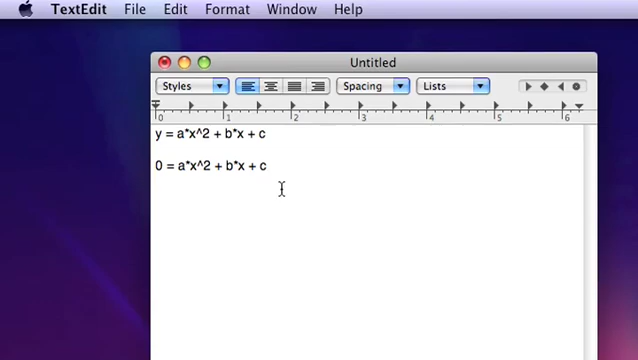 TextEdit File Edit Format Window Help
Untitled
Styles Spacing Lists
0 1 2 3 4 5 6
y = a*x^2 + b*x + c
0 = a*x^2 + b*x + c